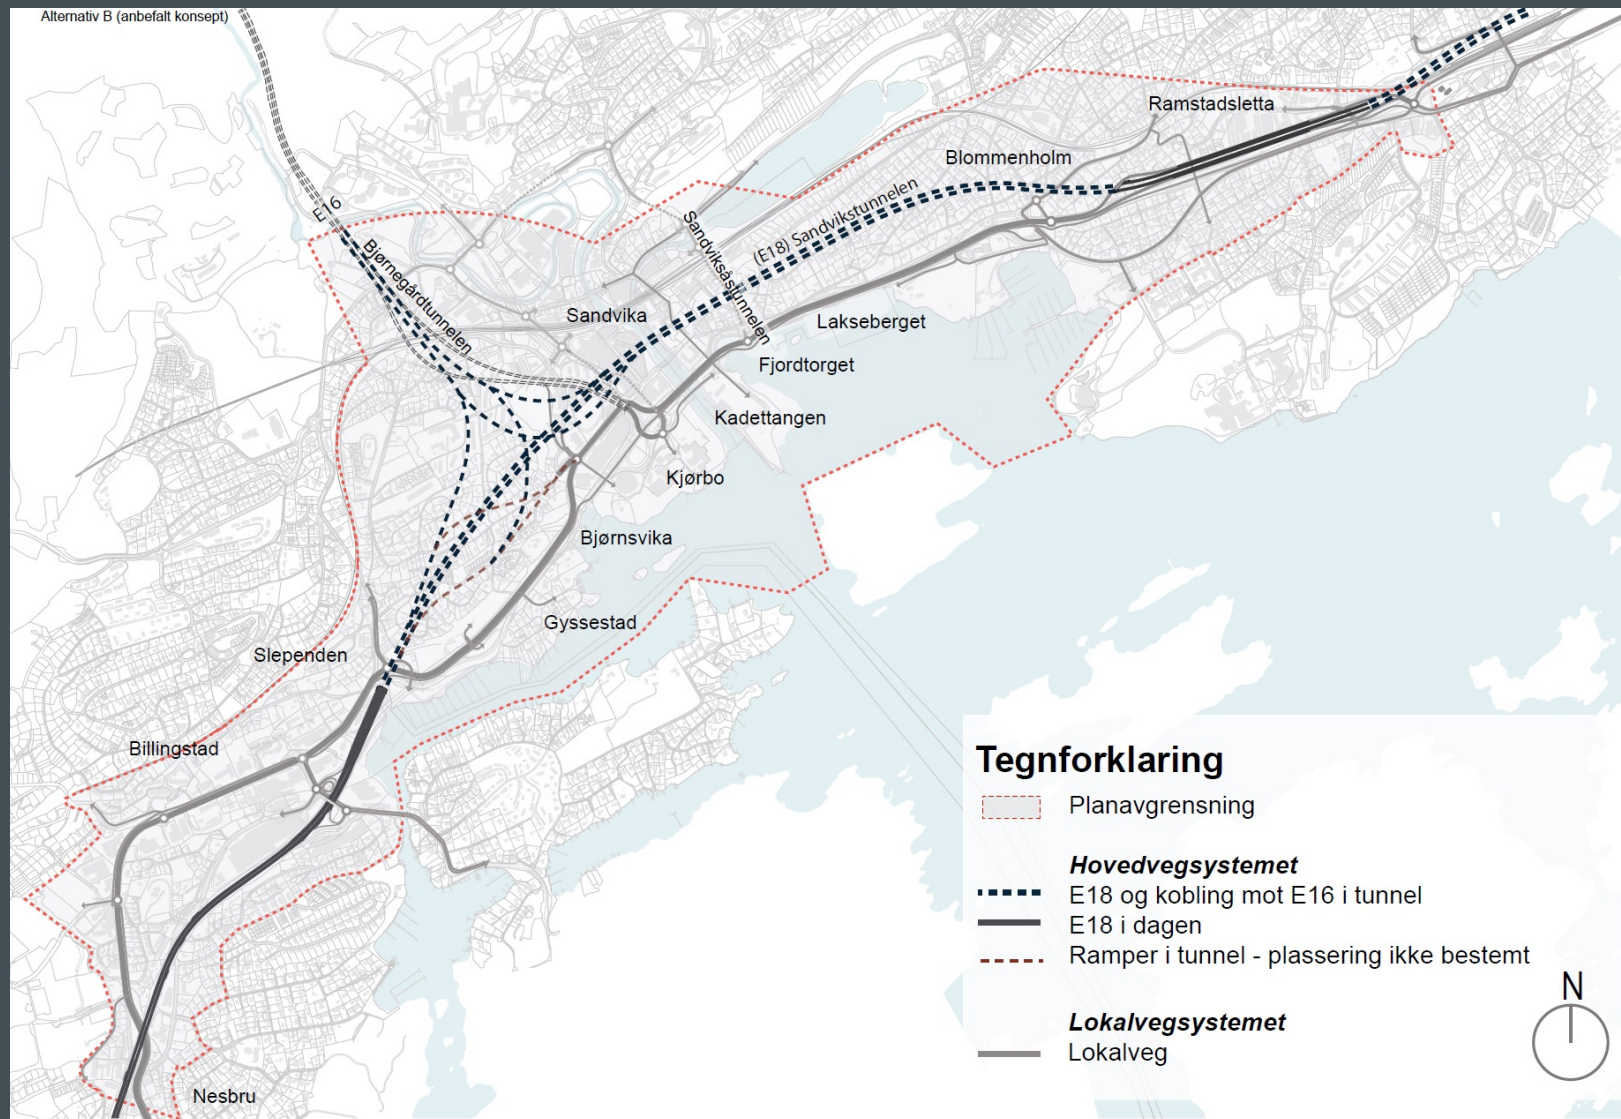 Alternativ B (anbefalt konsept)
Ramstadsletta
Blommenholm
E16
(E18) Sandvikstunnelen
Sandviksåstunnelen
Bjørnegårdtunnelen
Sandvika
Lakseberget
Fjordtorget
Kadettangen
Kjørbo
Bjørnsvika
Gyssestad
Slependen
Billingstad
Nesbru
Tegnforklaring
Planavgrensning
Hovedvegsystemet
E18 og kobling mot E16 i tunnel
E18 i dagen
Ramper i tunnel - plassering ikke bestemt
Lokalvegsystemet
Lokalveg
N